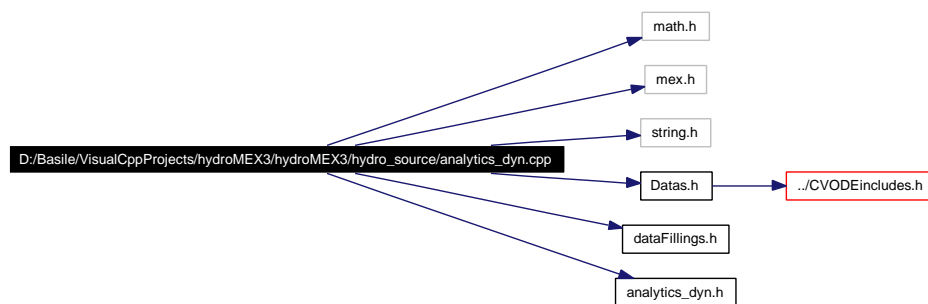 math.h
mex.h
string.h
D:/Basile/VisualCppProjects/hydroMEX3/hydroMEX3/hydro_source/analytics_dyn.cpp
Datas.h
../CVODEincludes.h
dataFillings.h
analytics_dyn.h